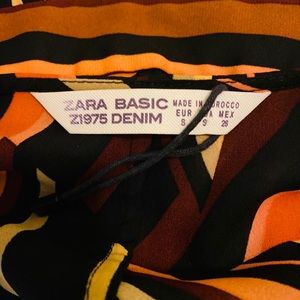 ZARA BASIC
Z1975 DENIM
MADE IN MOROCCO
EUR USA MEX
S S 26